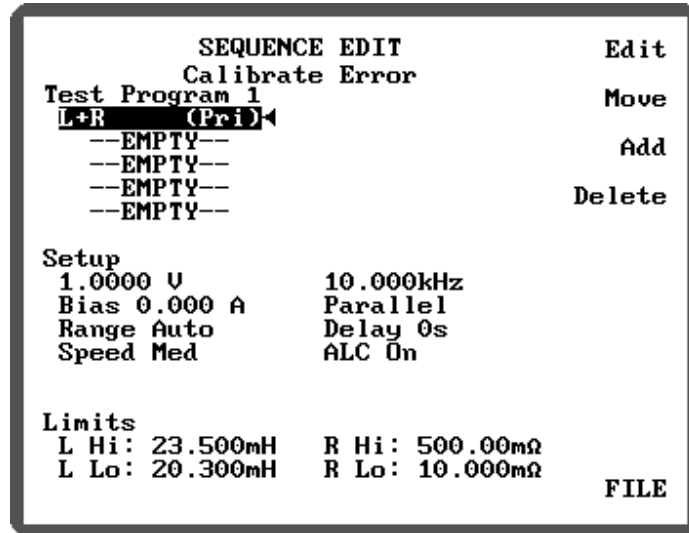 SEQUENCE EDIT Edit
Calibrate Error
Test Program 1 Move
L+R (Pri)◄
--EMPTY-- Add
--EMPTY--
--EMPTY-- Delete
--EMPTY--
Setup
1.0000 V 10.000kHz
Bias 0.000 A Parallel
Range Auto Delay 0s
Speed Med ALC On
Limits
L Hi: 23.500mH R Hi: 500.00mΩ
L Lo: 20.300mH R Lo: 10.000mΩ
FILE